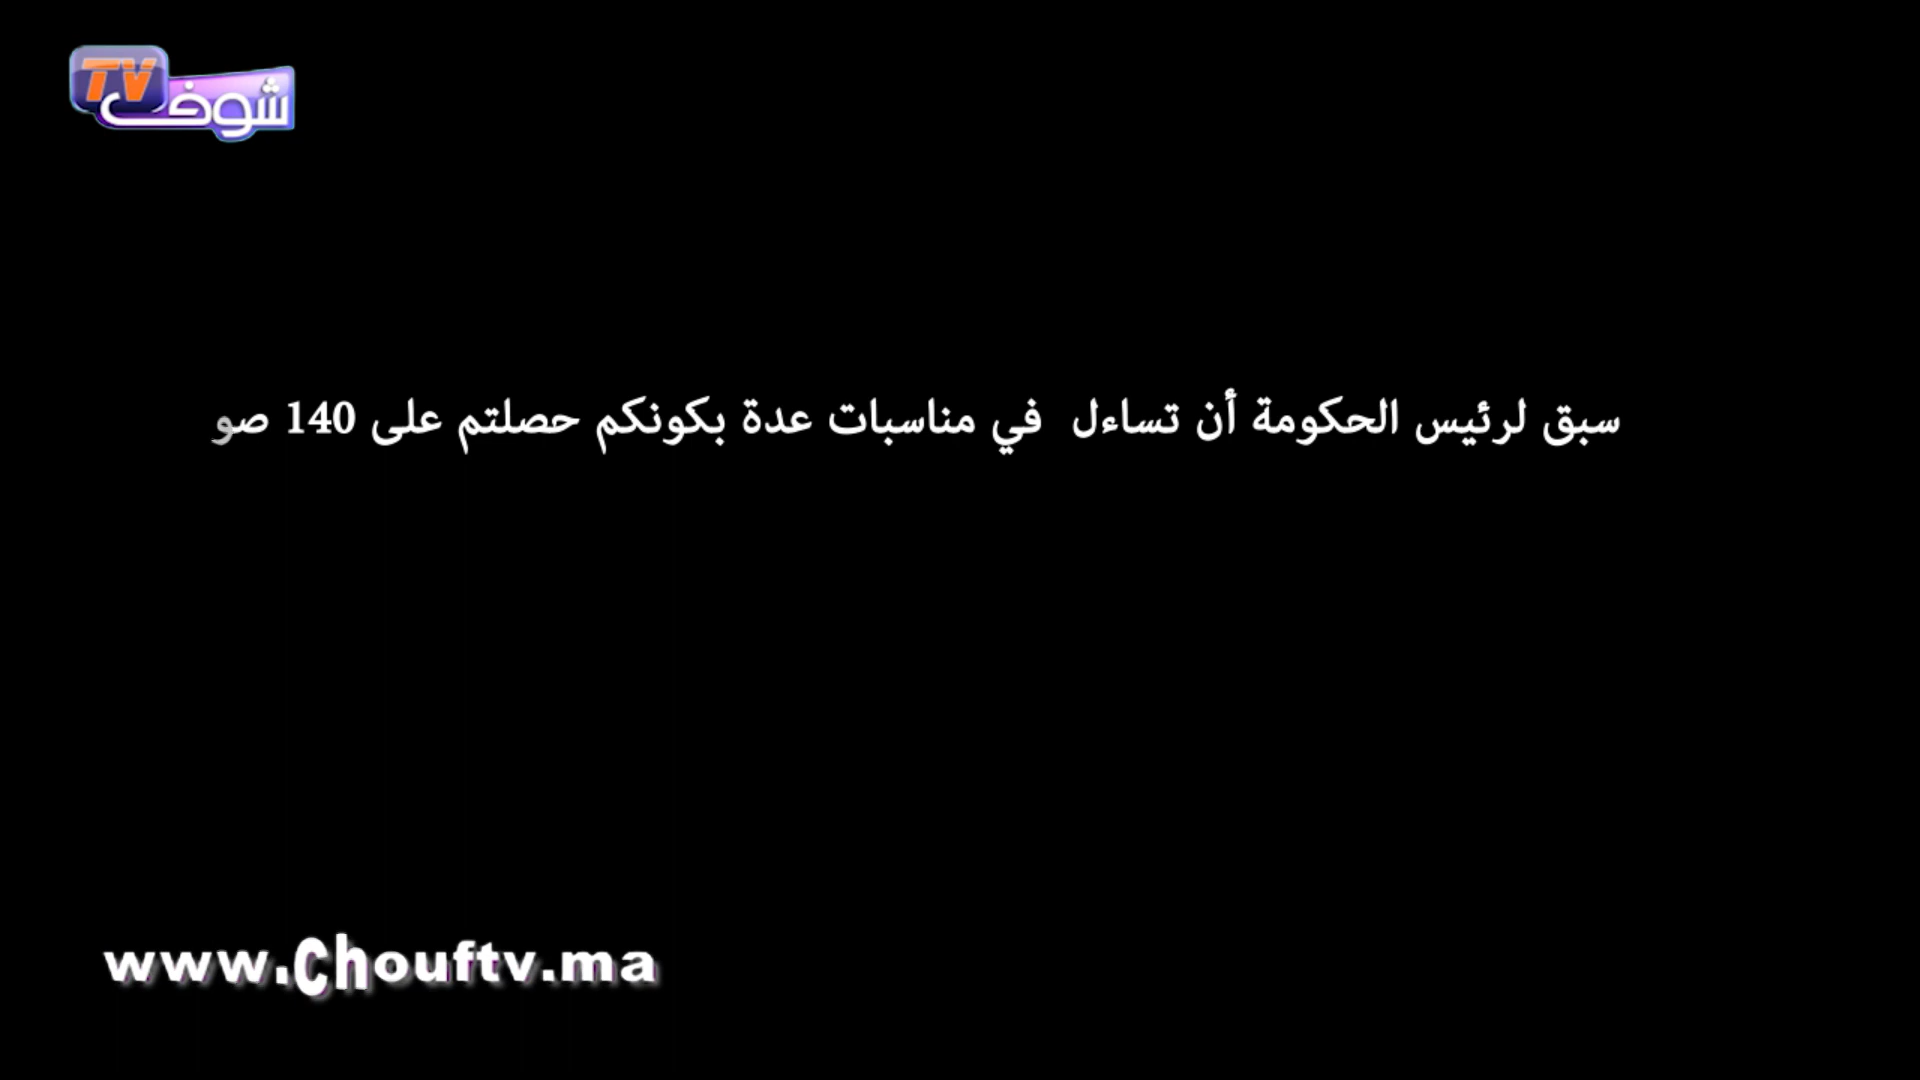 TV شوف
سبق لرئيس الحكومة أن تساءل في مناسبات عدة بكونكم حصلتم على 140 صو
www.Chouftv.ma